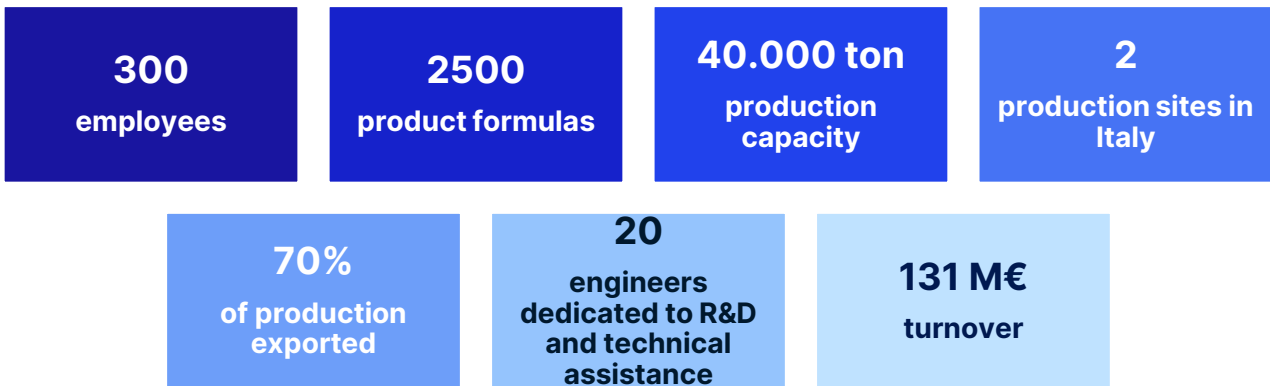 300
employees
2500
product formulas
40.000 ton
production
capacity
2
production sites in
Italy
70%
of production
exported
20
engineers
dedicated to R&D
and technical
assistance
131 M€
turnover